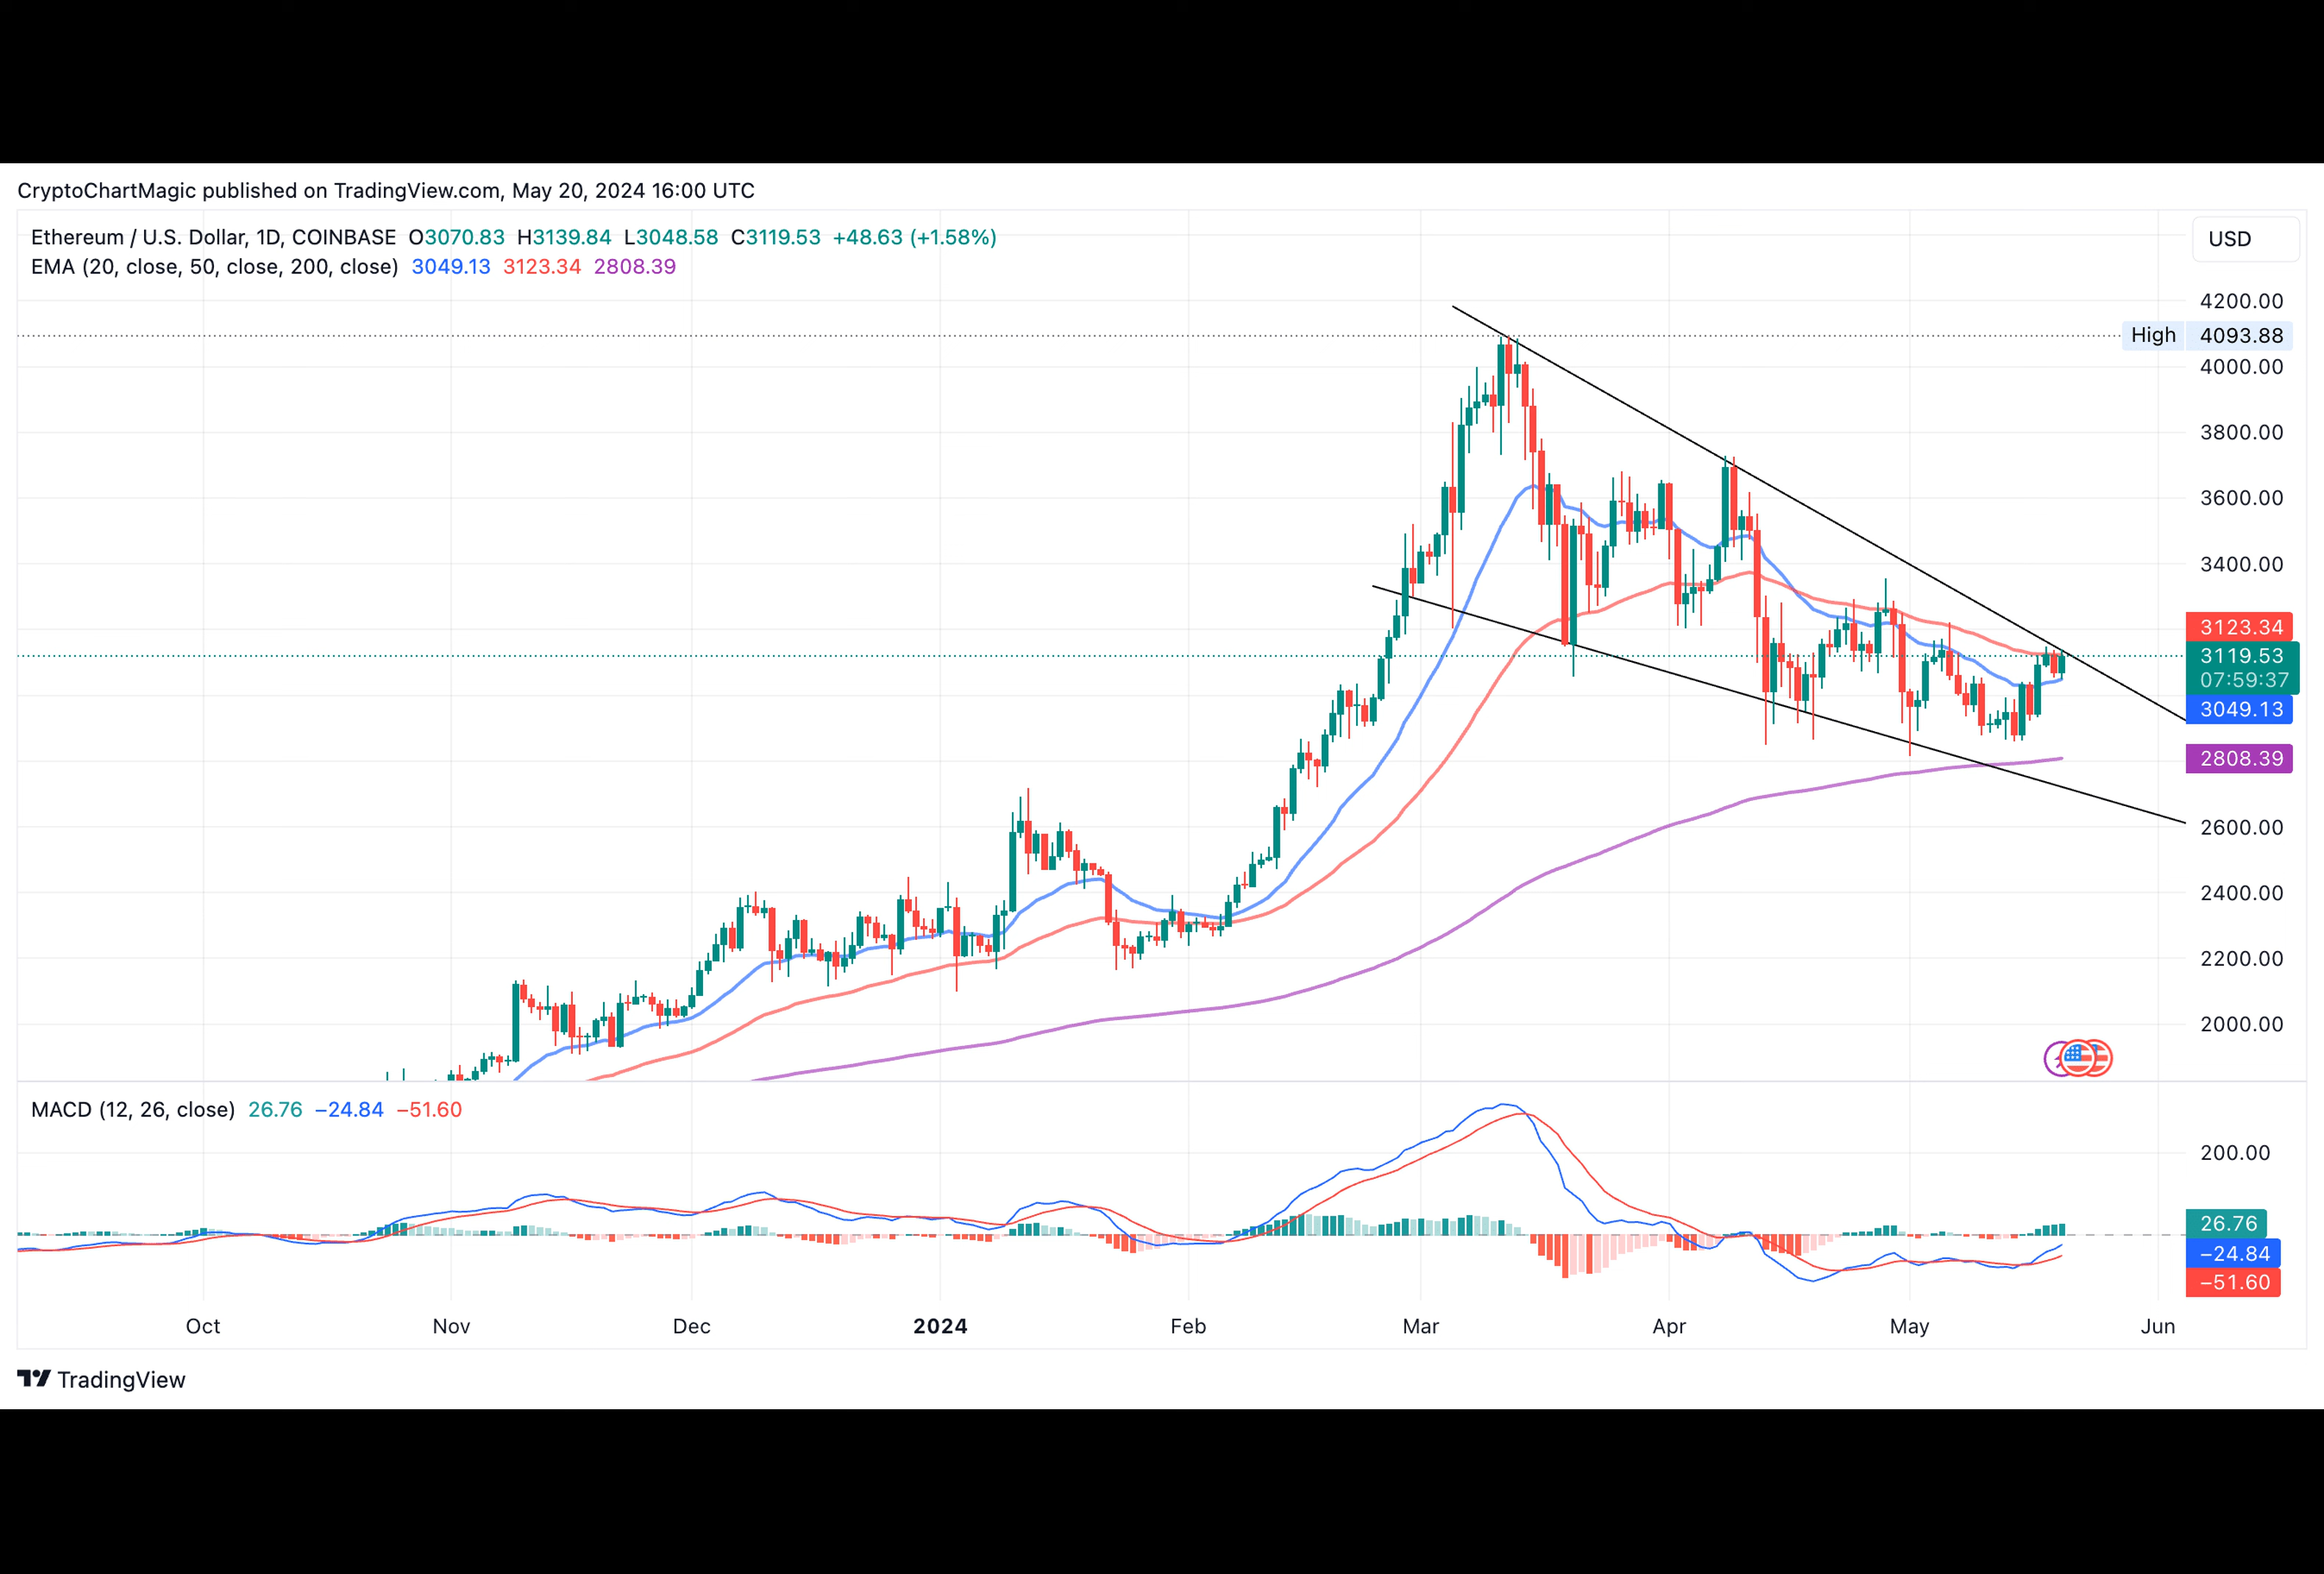 CryptoChartMagic published on TradingView.com, May 20, 2024 16:00 UTC
Ethereum / U.S. Dollar, 1D, COINBASE O3070.83 H3139.84 L3048.58 C3119.53 +48.63 (+1.58%)
USD
EMA (20, close, 50, close, 200, close) 3049.13 3123.34 2808.39
4200.00
High 4093.88
4000.00
3800.00
3600.00
3400.00
3123.34
3119.53
07:59:37
3049.13
2808.39
2600.00
2400.00
2200.00
2000.00
MACD (12, 26, close) 26.76 −24.84 −51.60
200.00
26.76
−24.84
−51.60
Oct Nov Dec 2024 Feb Mar Apr May Jun
TradingView